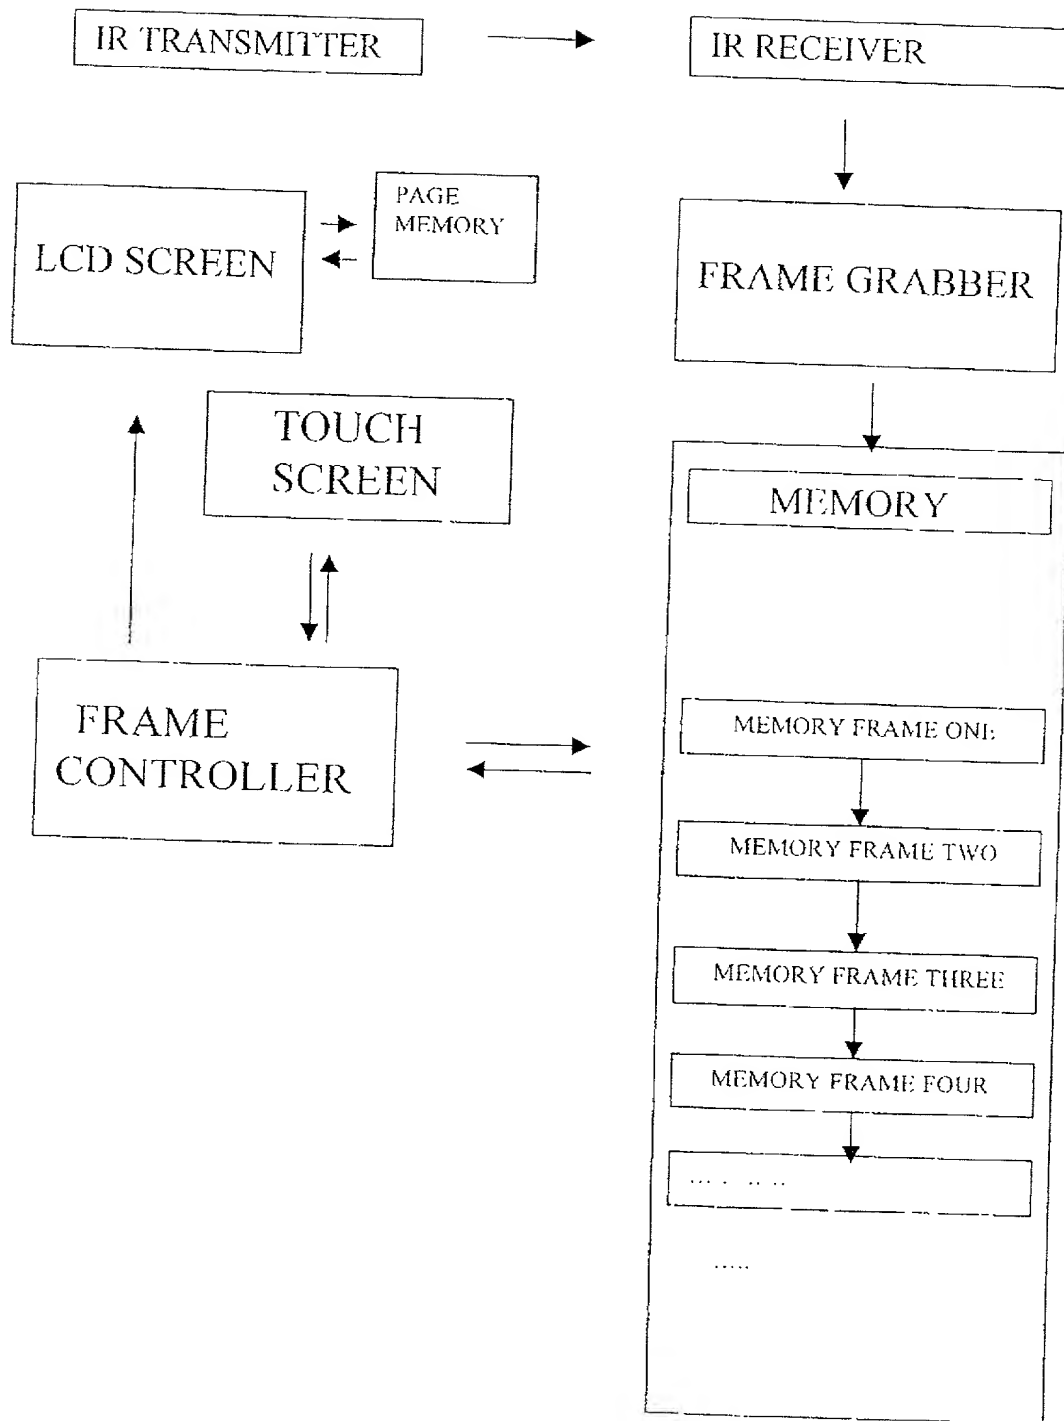 IR TRANSMITTER
IR RECEIVER
LCD SCREEN
PAGE
MEMORY
FRAME GRABBER
TOUCH
SCREEN
MEMORY
FRAME
CONTROLLER
MEMORY FRAME ONE
MEMORY FRAME TWO
MEMORY FRAME THREE
MEMORY FRAME FOUR
... . .. ..
.....